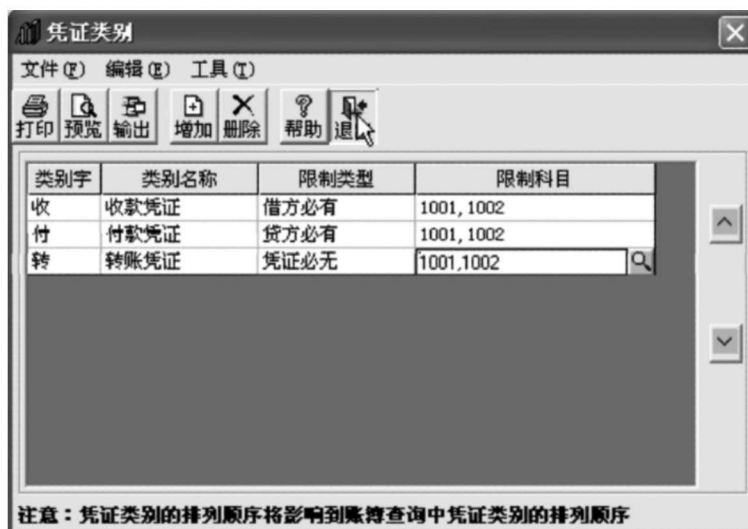 凭证类别
文件(F) 编辑(E) 工具(T)
打印 预览 输出 增加 删除 帮助 退
类别字 类别名称 限制类型 限制科目
收 收款凭证 借方必有 1001, 1002
付 付款凭证 贷方必有 1001, 1002
转 转账凭证 凭证必无 1001,1002
注意：凭证类别的排列顺序将影响到账簿查询中凭证类别的排列顺序